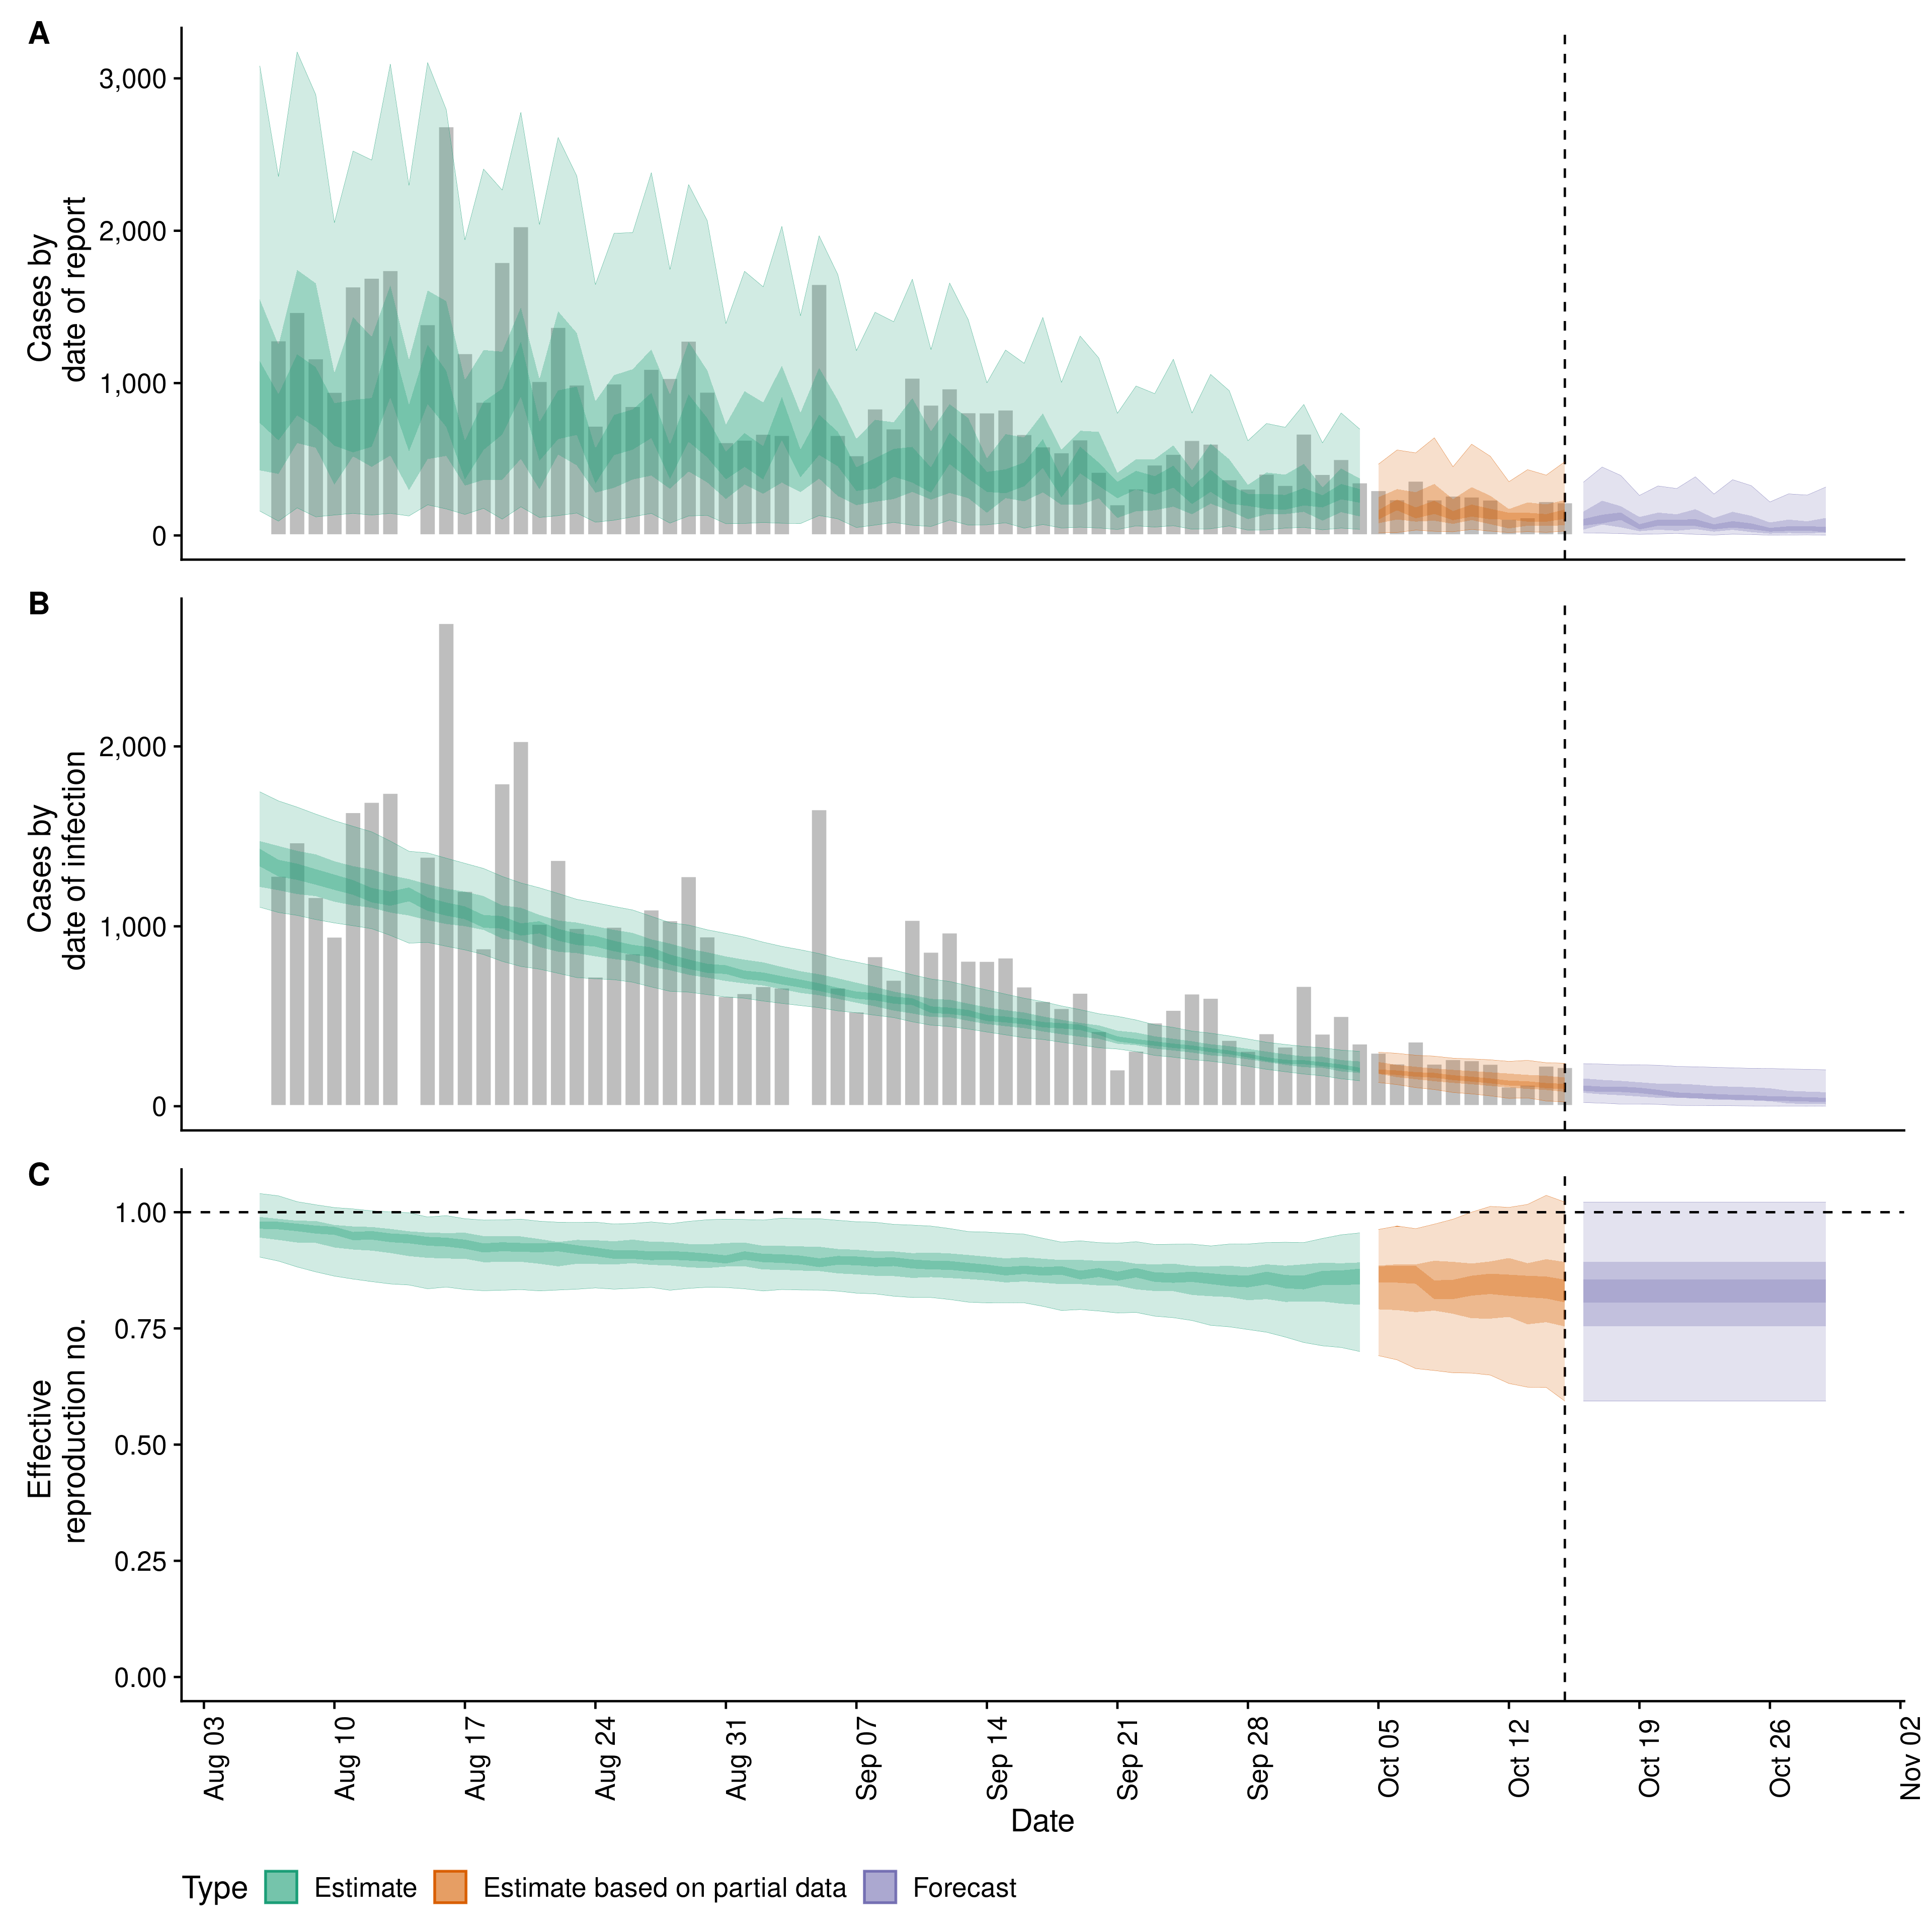 A
Cases by
date of report
3,000
2,000
1,000
0
B
Cases by
date of infection
2,000
1,000
0
C
Effective
reproduction no.
1.00
0.75
0.50
0.25
0.00
Aug 03
Aug 10
Aug 17
Aug 24
Aug 31
Sep 07
Sep 14
Sep 21
Sep 28
Oct 05
Oct 12
Oct 19
Oct 26
Nov 02
Date
Type Estimate Estimate based on partial data Forecast